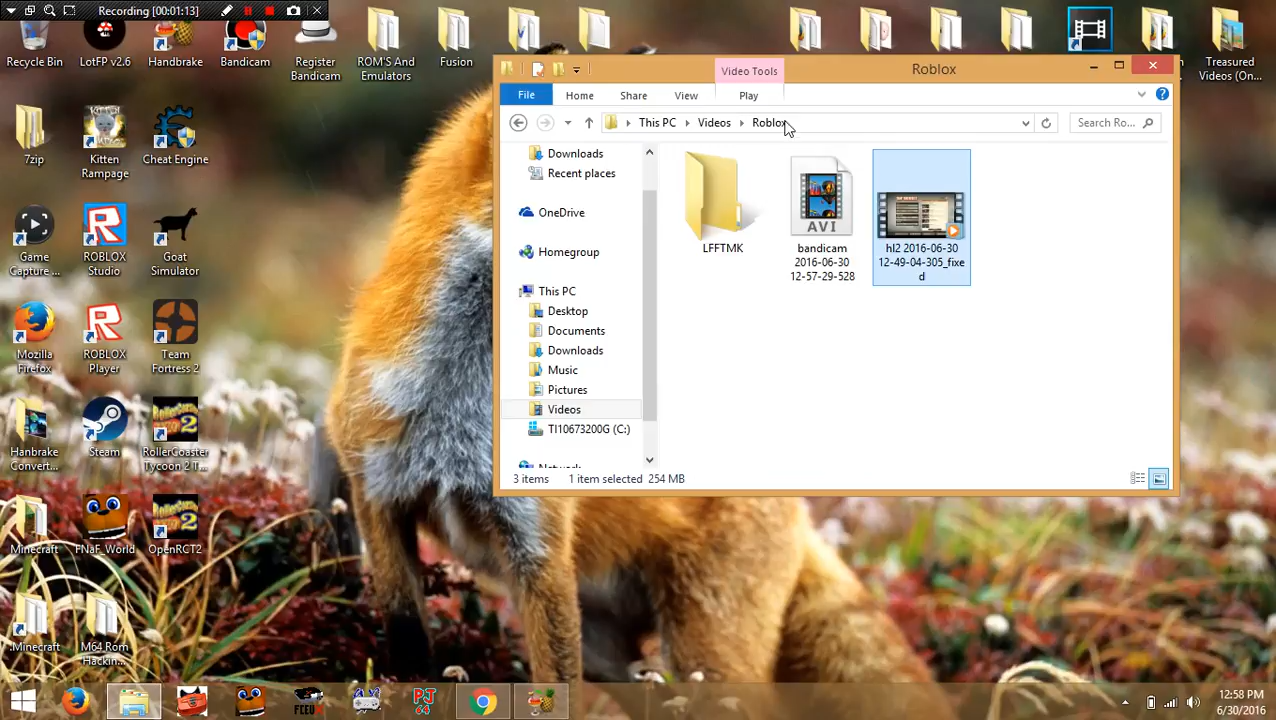 Recording [00:01:13]
Recycle Bin
LotFP v2.6
Handbrake
Bandicam
Register
Bandicam
ROM'S And
Emulators
Fusion
Treasured
Videos (On...
7zip
Kitten
Rampage
Cheat Engine
Game
Capture ...
ROBLOX
Studio
Goat
Simulator
Mozilla
Firefox
ROBLOX
Player
Team
Fortress 2
Hanbrake
Convert...
Steam
RollerCoaster
Tycoon 2 T...
Minecraft
FNaF_World
OpenRCT2
.Minecraft
M64 Rom
Hackin...
Video Tools
Roblox
File
Home
Share
View
Play
This PC
Videos
Roblox
Search Ro...
Downloads
Recent places
OneDrive
Homegroup
This PC
Desktop
Documents
Downloads
Music
Pictures
Videos
TI10673200G (C:)
Network
LFFTMK
AVI
bandicam
2016-06-30
12-57-29-528
hl2 2016-06-30
12-49-04-305_fixe
d
3 items
1 item selected
254 MB
PJ
64
12:58 PM
6/30/2016